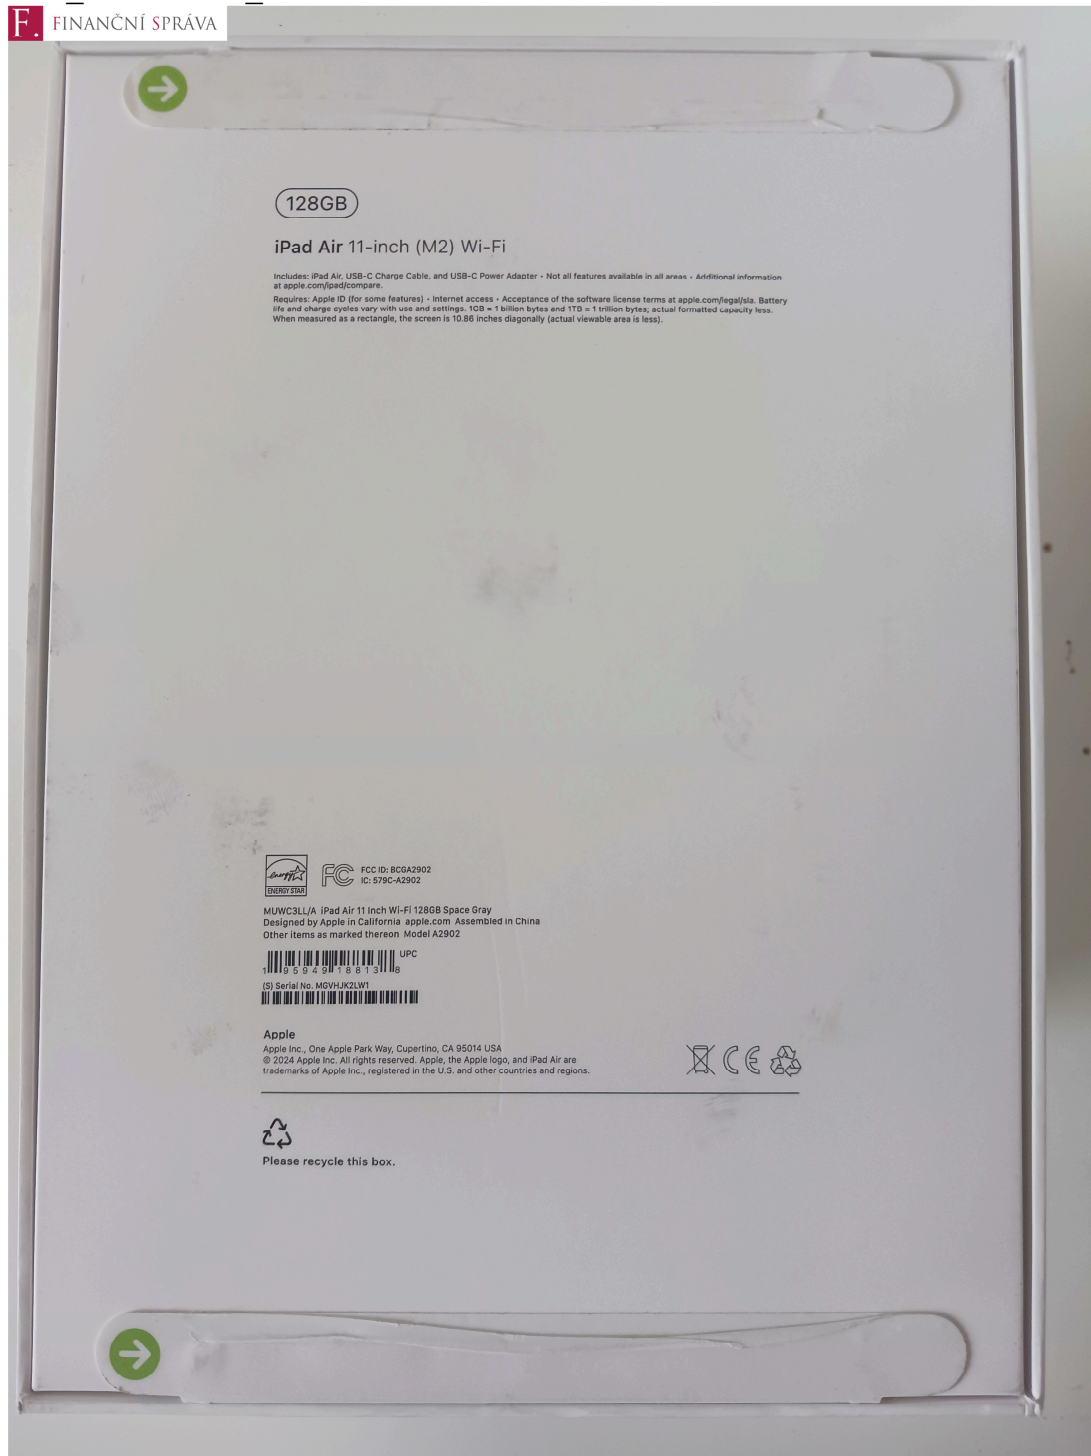 F. FINANČNÍ SPRÁVA
128GB
iPad Air 11-inch (M2) Wi-Fi
Includes: iPad Air, USB-C Charge Cable, and USB-C Power Adapter • Not all features available in all areas • Additional information
at apple.com/ipad/compare.
Requires: Apple ID (for some features) • Internet access • Acceptance of the software license terms at apple.com/legal/sla. Battery
life and charge cycles vary with use and settings. 1GB = 1 billion bytes and 1TB = 1 trillion bytes; actual formatted capacity less.
When measured as a rectangle, the screen is 10.86 inches diagonally (actual viewable area is less).
energy
ENERGY STAR
FC FCC ID: BCGA2902
IC: 579C-A2902
MUWC3LL/A iPad Air 11 Inch Wi-Fi 128GB Space Gray
Designed by Apple in California apple.com Assembled in China
Other items as marked thereon Model A2902
UPC
1 95949 18813 8
(S) Serial No. MGVHJK2LW1
Apple
Apple Inc., One Apple Park Way, Cupertino, CA 95014 USA
© 2024 Apple Inc. All rights reserved. Apple, the Apple logo, and iPad Air are
trademarks of Apple Inc., registered in the U.S. and other countries and regions.
CE
Please recycle this box.